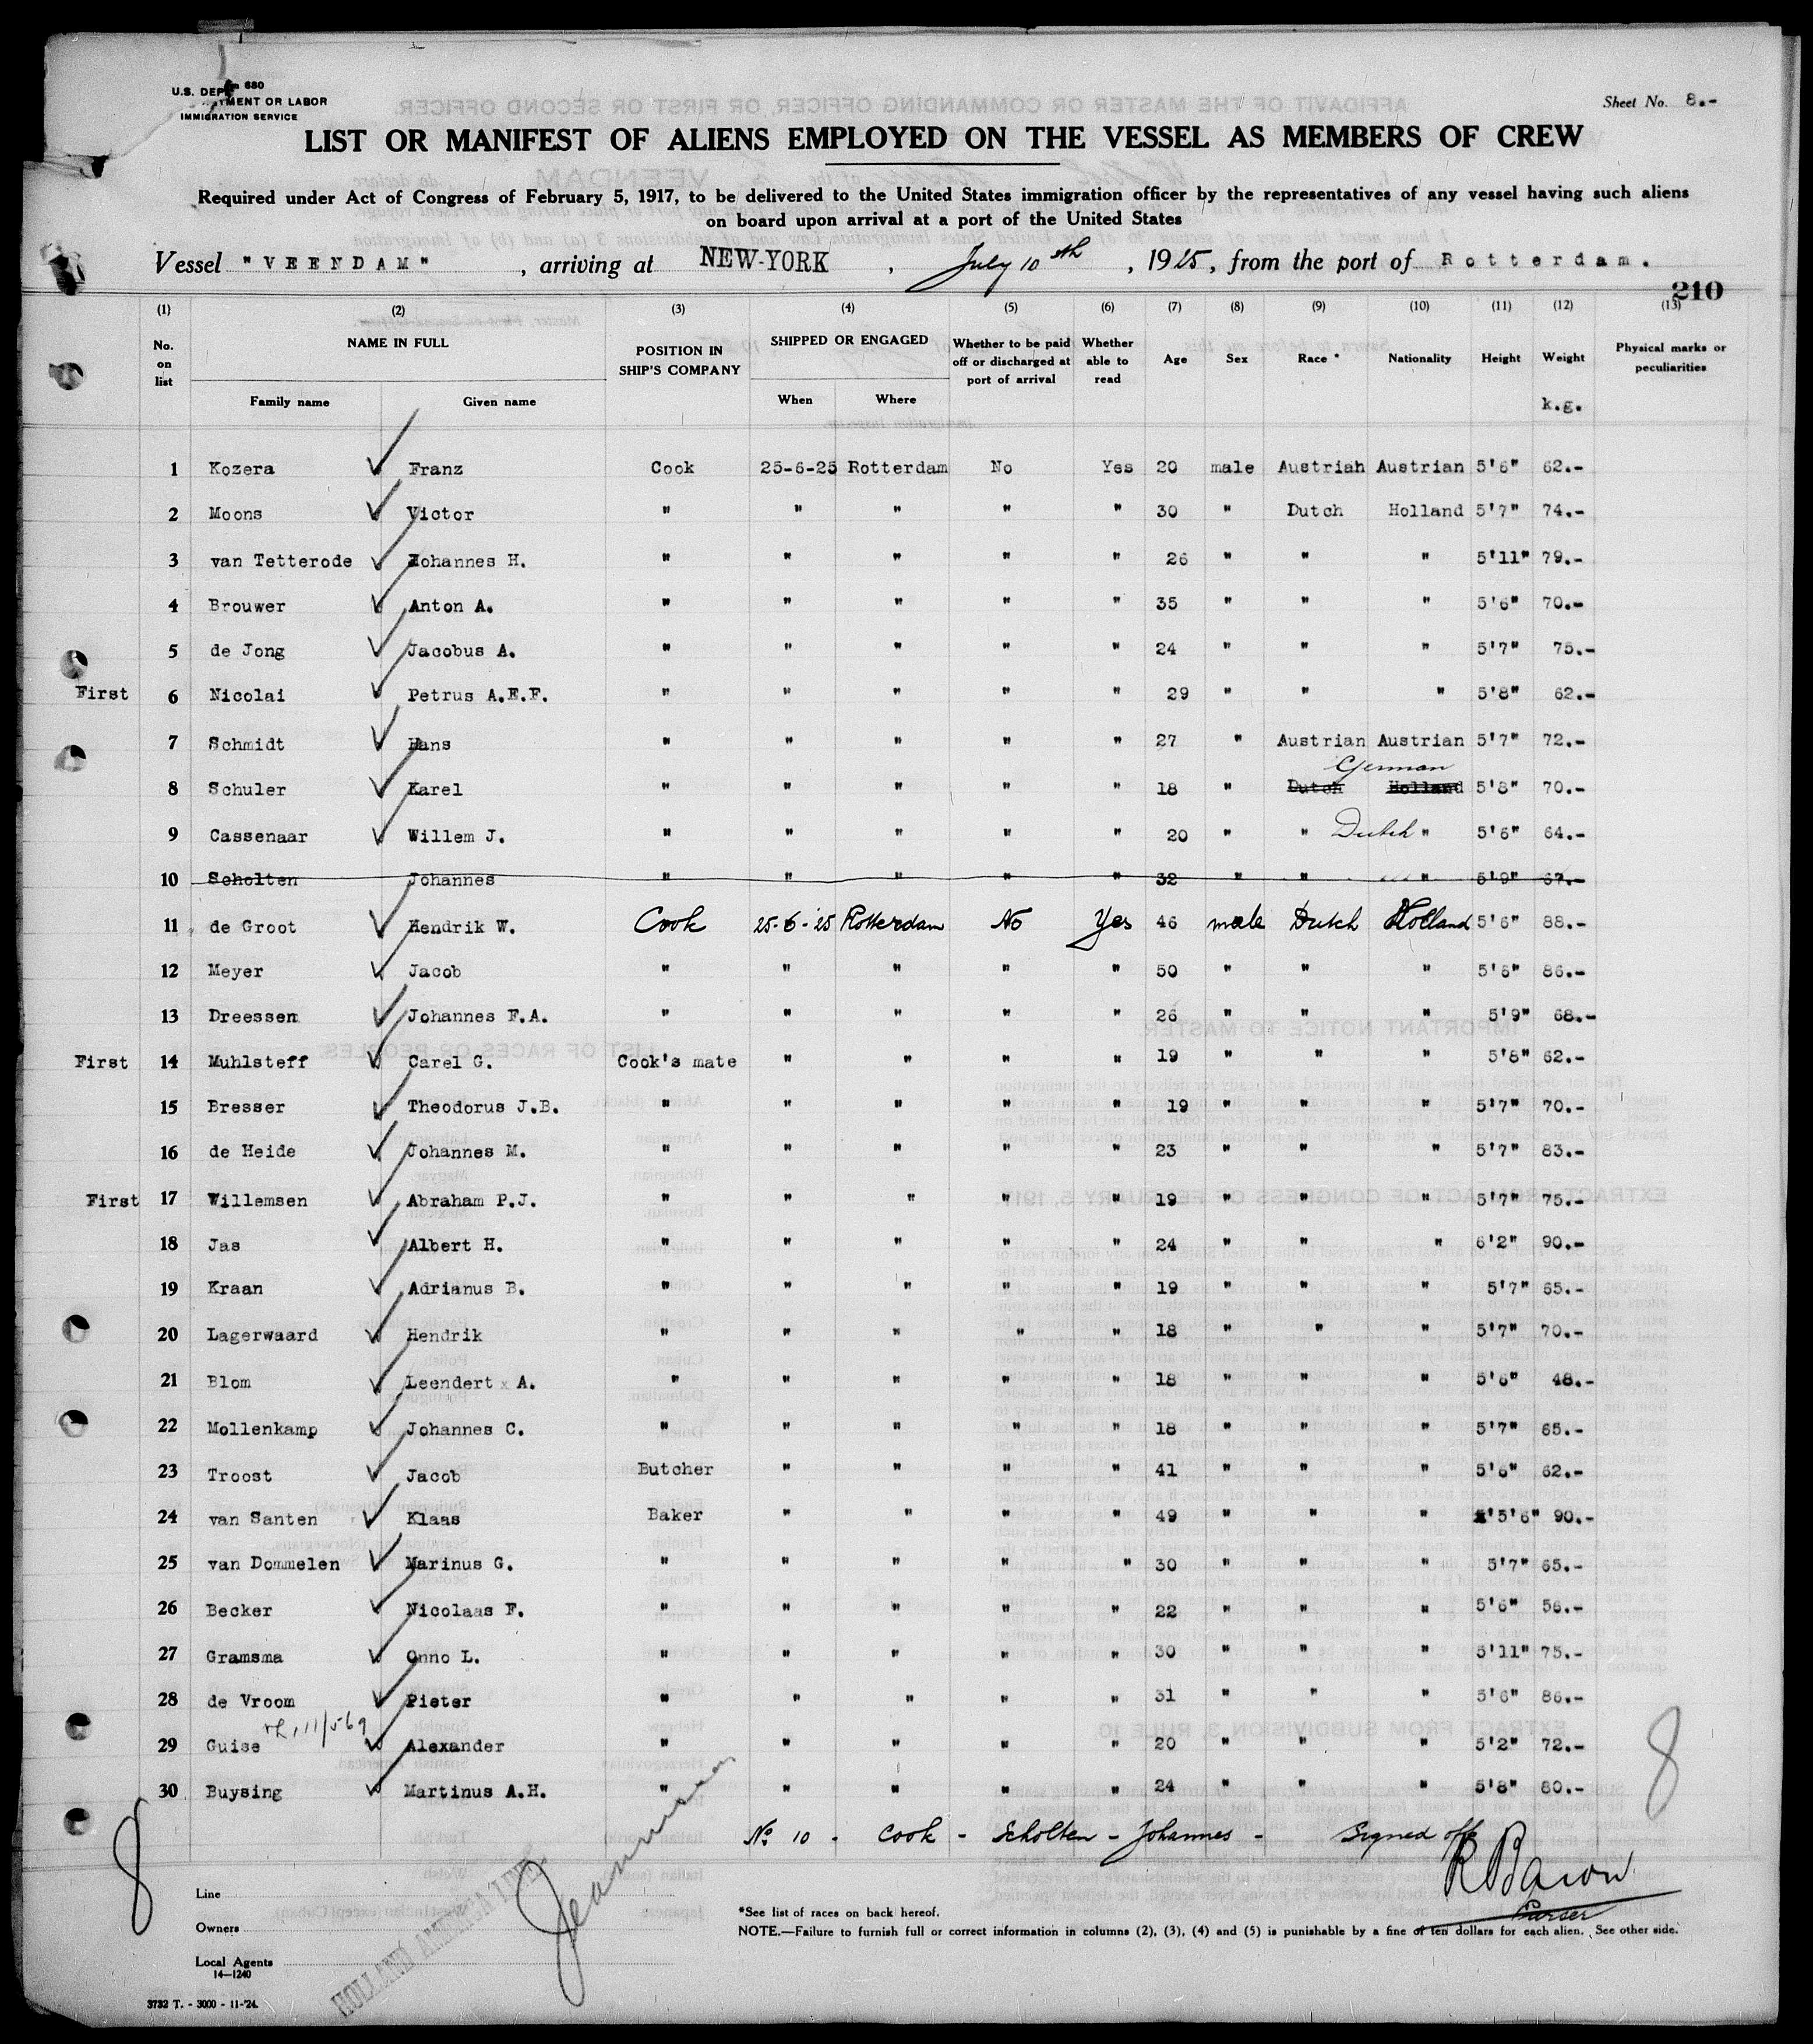 U.S. DEP
680
TMENT OR LABOR
IMMIGRATION SERVICE
Sheet No. 8.-
LIST OR MANIFEST OF ALIENS EMPLOYED ON THE VESSEL AS MEMBERS OF CREW
Required under Act of Congress of February 5, 1917, to be delivered to the United States immigration officer by the representatives of any vessel having such aliens
on board upon arrival at a port of the United States
Vessel "VEENDAM", arriving at NEW-YORK, July 10th, 1925, from the port of Rotterdam.
210
(1) (2) (3) (4) (5) (6) (7) (8) (9) (10) (11) (12) (13)
No. on list NAME IN FULL Family name Given name POSITION IN SHIP'S COMPANY SHIPPED OR ENGAGED When Where Whether to be paid off or discharged at port of arrival Whether able to read Age Sex Race * Nationality Height Weight k.g. Physical marks or peculiarities
1 Kozera Franz Cook 25-6-25 Rotterdam No Yes 20 male Austrian Austrian 5'6" 62.-
2 Moons Victor " " " " " 30 " Dutch Holland 5'7" 74.-
3 van Tetterode Johannes H. " " " " " 26 " " " 5'11" 79.-
4 Brouwer Anton A. " " " " " 35 " " " 5'6" 70.-
5 de Jong Jacobus A. " " " " " 24 " " " 5'7" 75.-
First 6 Nicolai Petrus A.E.F. " " " " " 29 " " " 5'8" 62.-
7 Schmidt Hans " " " " " 27 " Austrian Austrian 5'7" 72.-
German
8 Schuler Karel " " " " " 18 " Dutch Holland 5'8" 70.-
9 Cassenaar Willem J. " " " " " 20 " " Dutch " 5'6" 64.-
10 Scholten Johannes " " " " " 32 " " " 5'9" 67.-
11 de Groot Hendrik W. Cook 25-6-25 Rotterdam No Yes 46 male Dutch Holland 5'6" 88.-
12 Meyer Jacob " " " " " 50 " " " 5'6" 86.-
13 Dreessen Johannes F.A. " " " " " 26 " " " 5'9" 68.-
First 14 Muhlsteff Carel G. Cook's mate " " " " 19 " " " 5'8" 62.-
15 Bresser Theodorus J.B. " " " " " 19 " " " 5'7" 70.-
16 de Heide Johannes M. " " " " " 23 " " " 5'7" 83.-
First 17 Willemsen Abraham P.J. " " " " " 19 " " " 5'7" 75.-
18 Jas Albert H. " " " " " 24 " " " 6'2" 90.-
19 Kraan Adrianus B. " " " " " 19 " " " 5'7" 65.-
20 Lagerwaard Hendrik " " " " " 18 " " " 5'7" 70.-
21 Blom Leendert x A. " " " " " 18 " " " 5'6" 48.-
22 Mollenkamp Johannes C. " " " " " 18 " " " 5'7" 65.-
23 Troost Jacob Butcher " " " " 41 " " " 5'6" 62.-
24 van Santen Klaas Baker " " " " 49 " " " 5'6" 90.-
25 van Dommelen Marinus G. " " " " " 30 " " " 5'7" 65.-
26 Becker Nicolaas F. " " " " " 22 " " " 5'6" 56.-
27 Gramsma Onno L. " " " " " 30 " " " 5'11" 75.-
28 de Vroom Pieter " " " " " 31 " " " 5'6" 86.-
29 Guise Alexander " " " " " 20 " " " 5'2" 72.-
30 Buysing Martinus A.H. " " " " " 24 " " " 5'8" 80.-
8
No 10 - Cook - Scholten - Johannes - Signed off
8
R Baron
Purser
Line
Owners
Local Agents
14-1240
HOLLAND AMERICA LINE
*See list of races on back hereof.
NOTE.—Failure to furnish full or correct information in columns (2), (3), (4) and (5) is punishable by a fine of ten dollars for each alien. See other side.
3732 T. - 3000 - 11-'24.